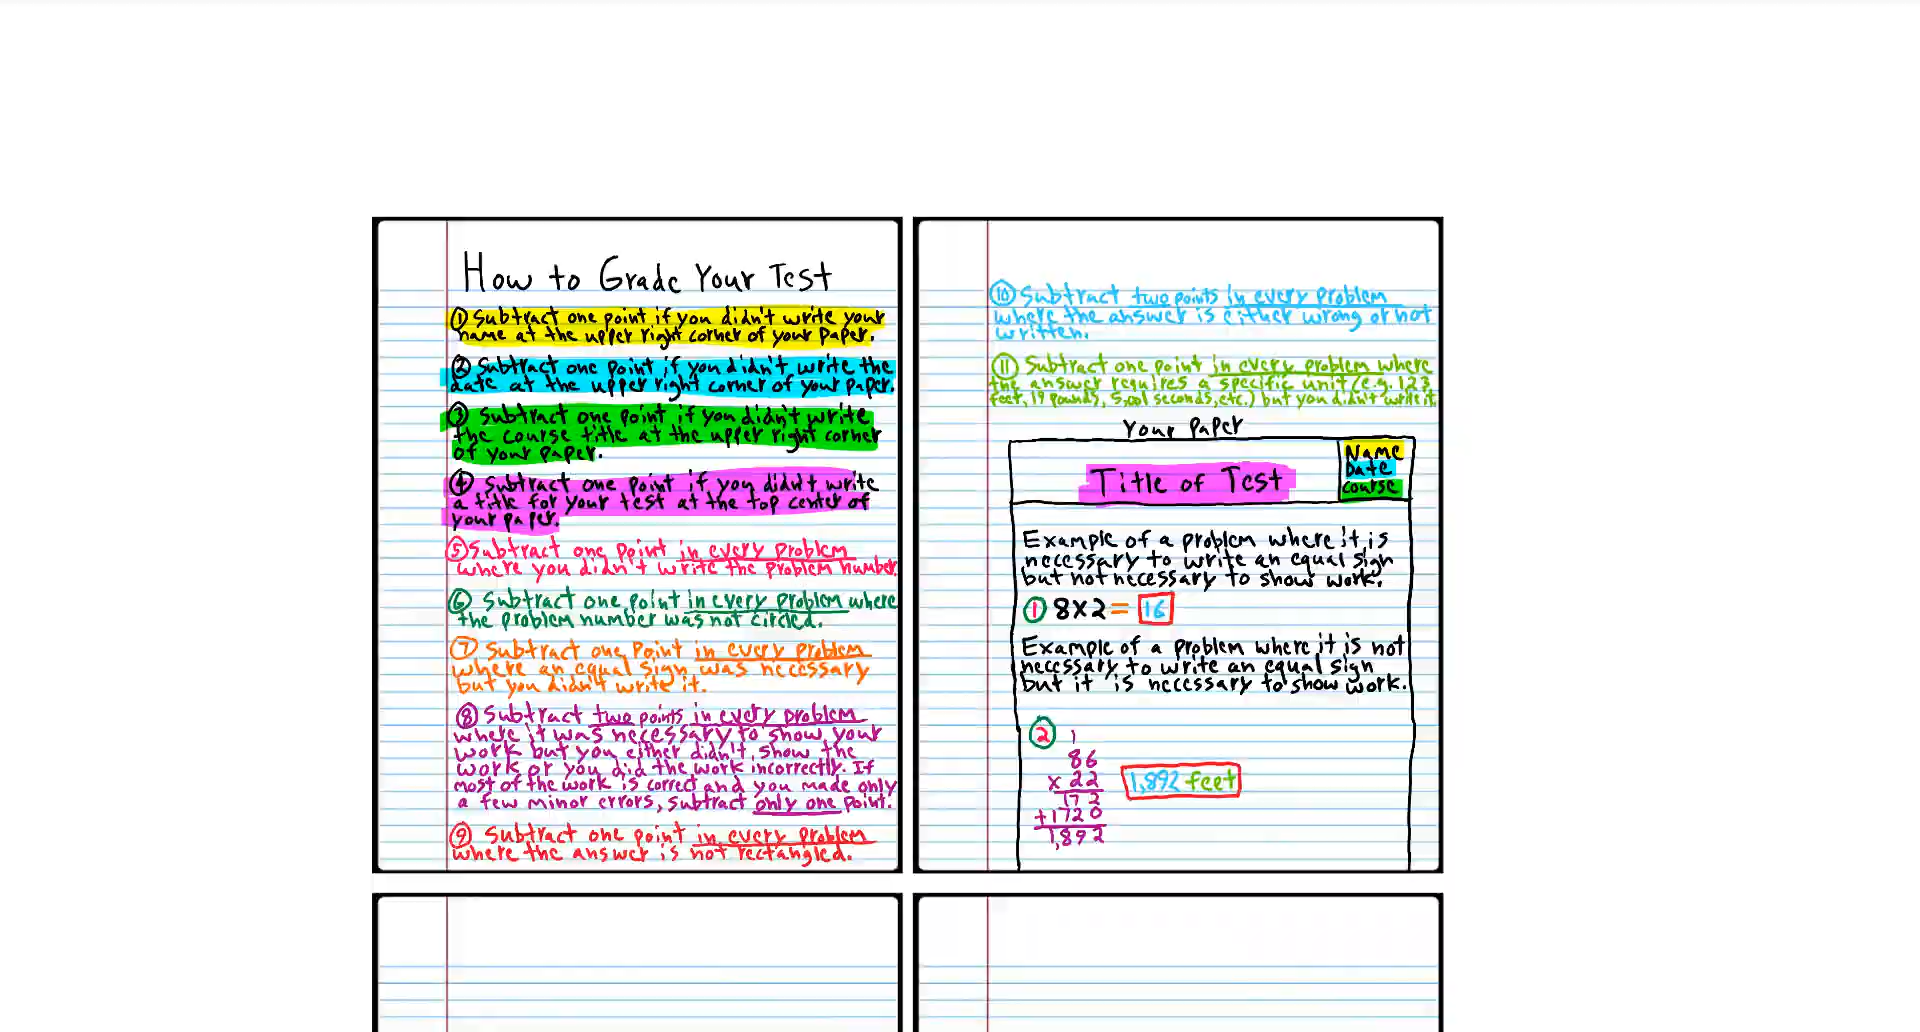 How to Grade Your Test
① Subtract one point if you didn't write your
name at the upper right corner of your paper.
② Subtract one point if you didn't write the
date at the upper right corner of your paper.
③ Subtract one point if you didn't write
the course title at the upper right corner
of your paper.
④ Subtract one point if you didn't write
a title for your test at the top center of
your paper.
⑤ Subtract one point in every problem
where you didn't write the problem number.
⑥ Subtract one point in every problem where
the problem number was not circled.
⑦ Subtract one point in every problem
where an equal sign was necessary
but you didn't write it.
⑧ Subtract two points in every problem
where it was necessary to show your
work but you either didn't show the
work or you did the work incorrectly. If
most of the work is correct and you made only
a few minor errors, subtract only one point.
⑨ Subtract one point in every problem
where the answer is not rectangled.
⑩ Subtract two points in every problem
where the answer is either wrong or not
written.
⑪ Subtract one point in every problem where
the answer requires a specific unit (e.g. 123
feet, 19 pounds, 5,001 seconds, etc.) but you didn't write it.
Your Paper
Title of Test
Name
Date
Course
Example of a problem where it is
necessary to write an equal sign
but not necessary to show work.
① 8x2 = 16
Example of a problem where it is not
necessary to write an equal sign
but it is necessary to show work.
②
1
86
x 22
172
+1720
1,892
1,892 feet